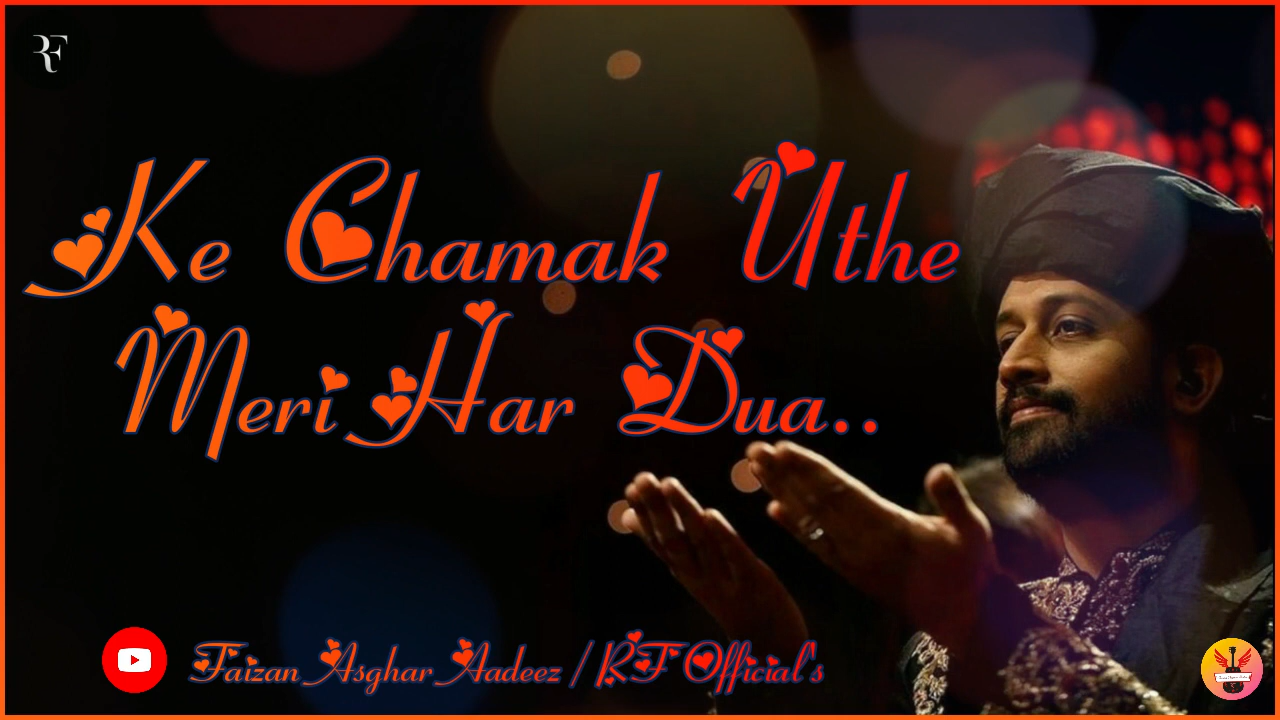 RF
Ke Chamak Uthe
Meri Har Dua..
Faizan Asghar Aadeez / RF Official's